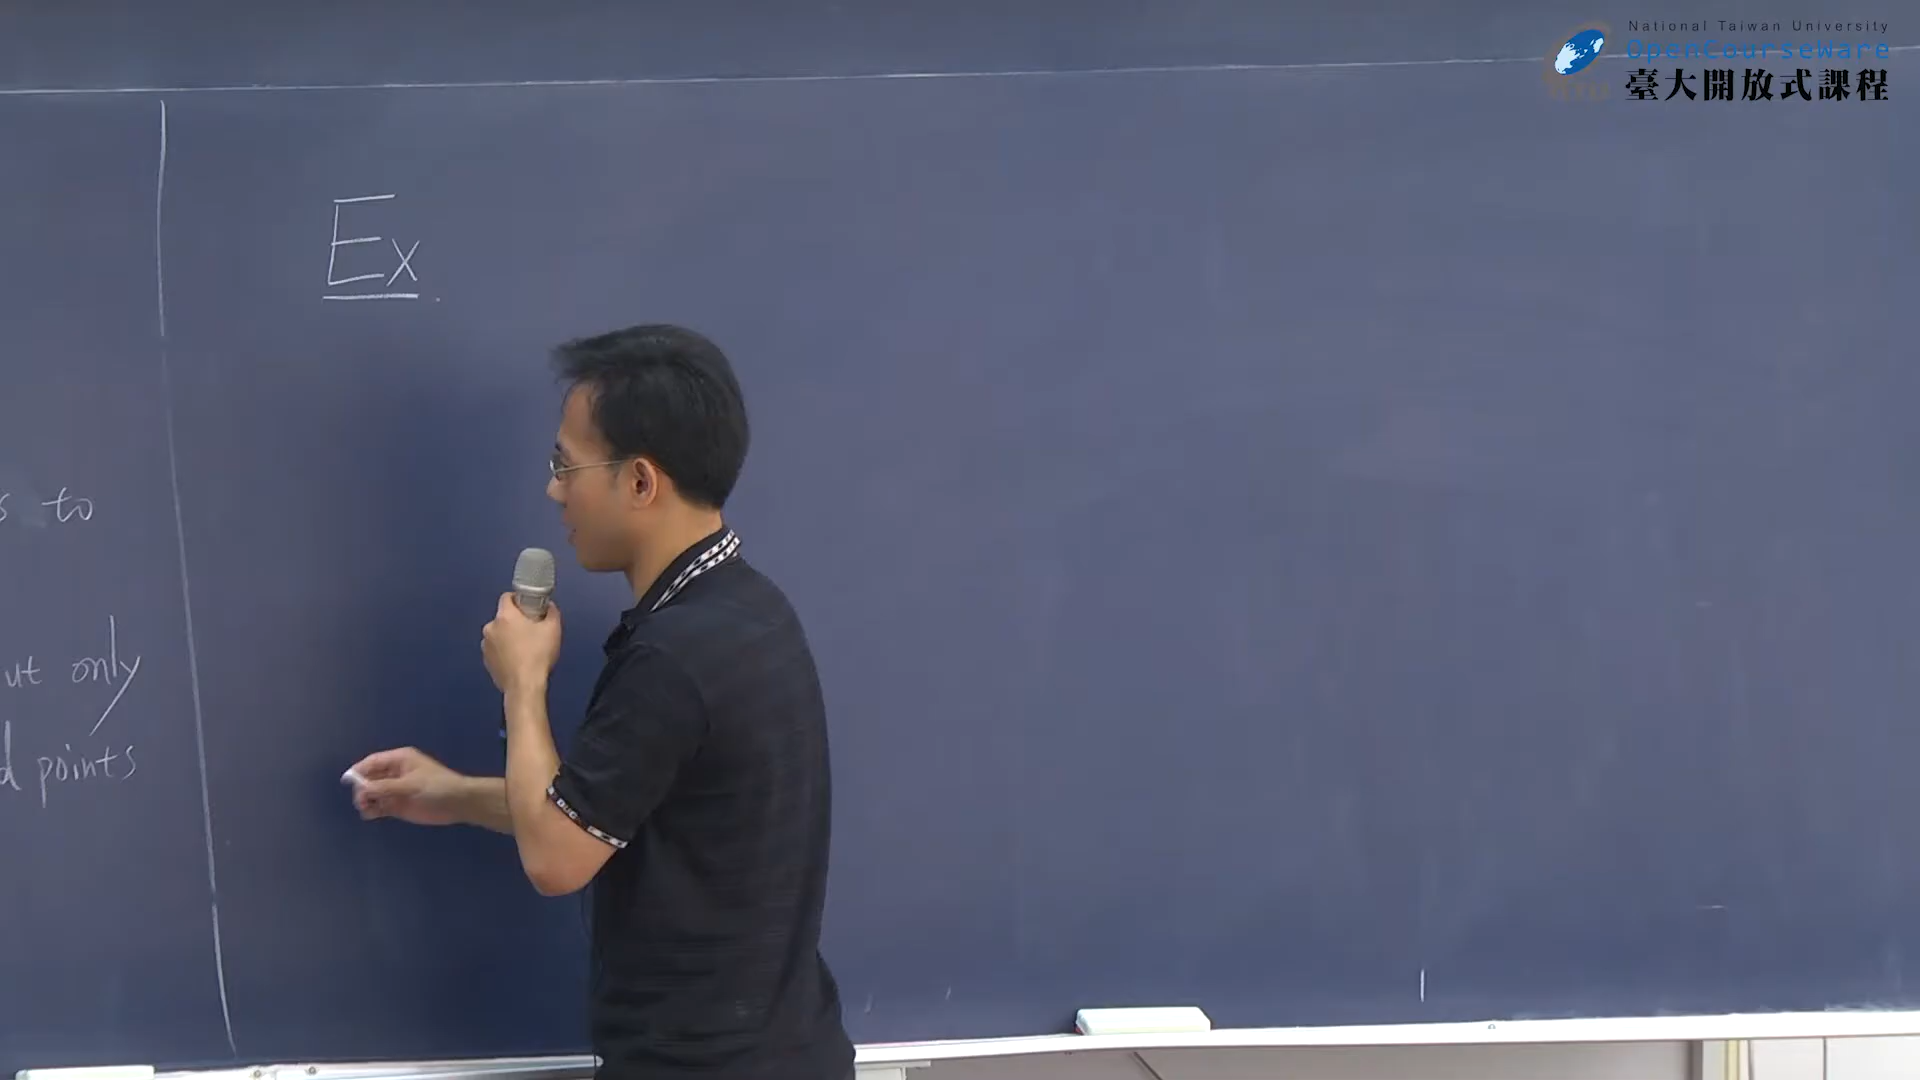 National Taiwan University
OpenCourseWare
臺大開放式課程
Ex
to
only
points